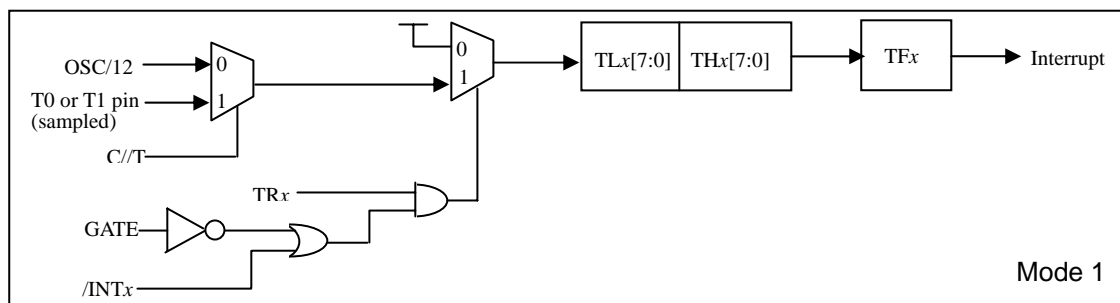 0
OSC/12
0
TLx[7:0]
THx[7:0]
TFx
Interrupt
1
T0 or T1 pin
1
(sampled)
C//T
TRx
GATE
/INTx
Mode 1